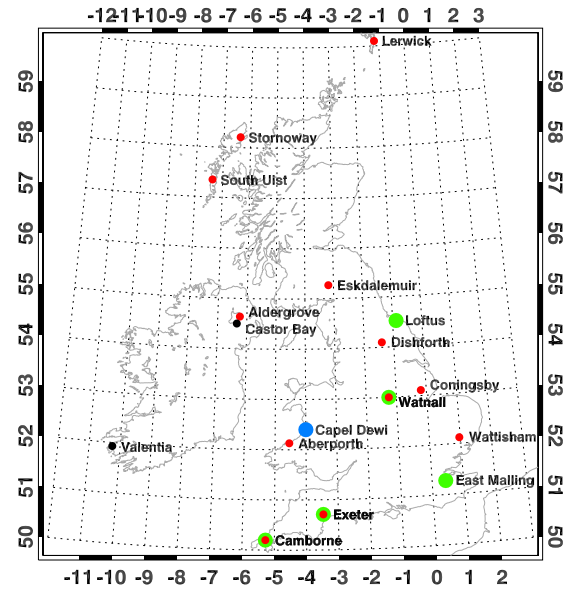 -12 -11 -10 -9 -8 -7 -6 -5 -4 -3 -2 -1 0 1 2 3
Lerwick
59 59
Stornoway
58 58
South Uist
57 57
56 56
55 Eskdalemuir 55
Aldergrove
Loftus
Castor Bay
54 Dishforth 54
53 Coningsby 53
Watnall
Capel Dewi
52 Wattisham 52
Aberporth
Valentia
51 East Malling 51
Exeter
50 Camborne 50
-11 -10 -9 -8 -7 -6 -5 -4 -3 -2 -1 0 1 2